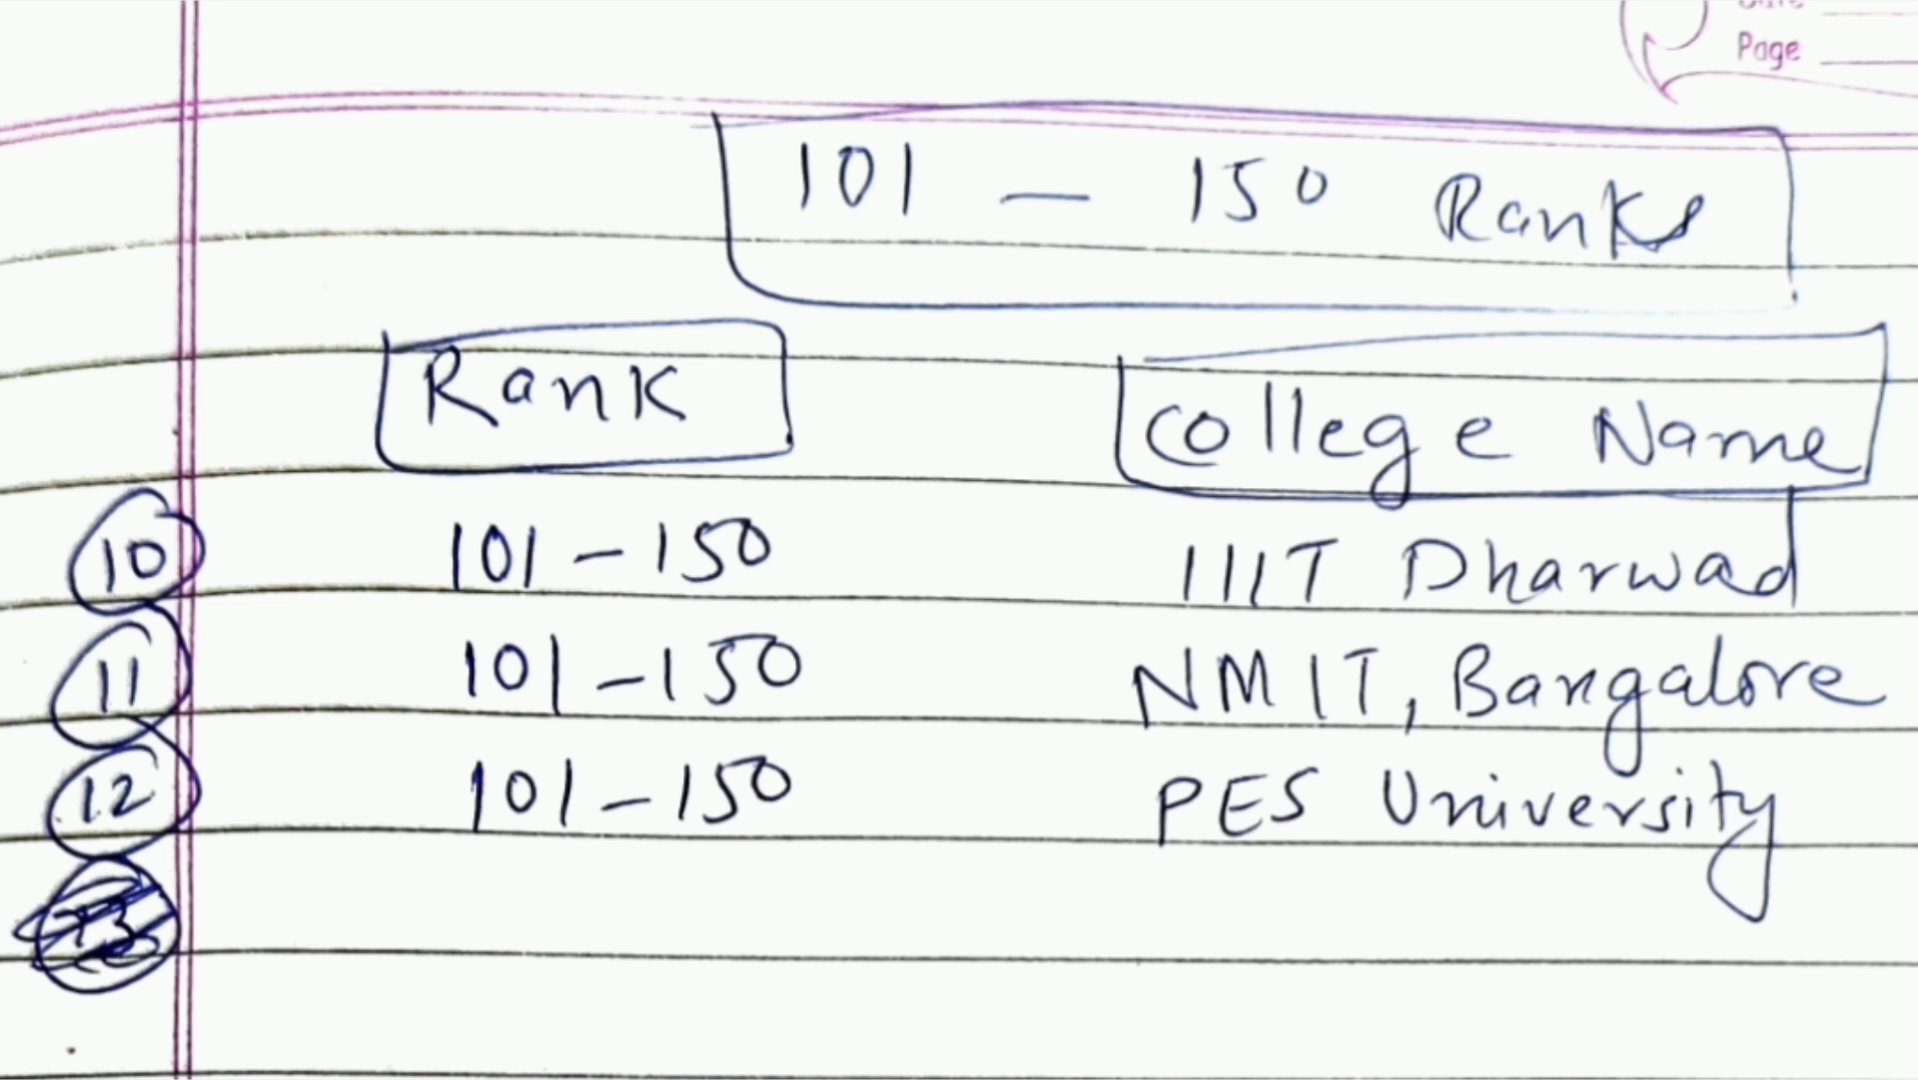 Page
101 - 150 Ranks
Rank College Name
10 101-150 IIIT Dharwad
11 101-150 NMIT, Bangalore
12 101-150 PES University